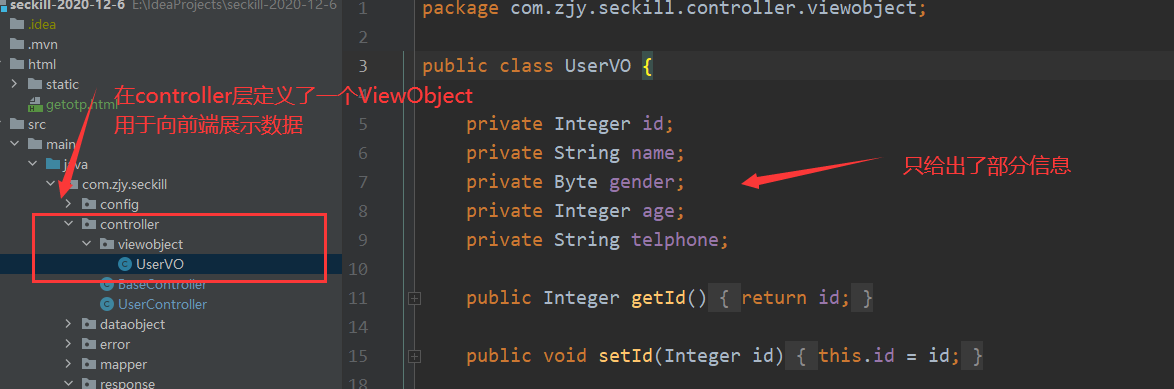 seckill-2020-12-6 E:\IdeaProjects\seckill-2020-12-6
.idea
.mvn
html
static
getotp.html
src
main
java
com.zjy.seckill
config
controller
viewobject
UserVO
BaseController
UserController
dataobject
error
mapper
response
在controller层定义了一个ViewObject
用于向前端展示数据
1 package com.zjy.seckill.controller.viewobject;
2
3 public class UserVO {
5 private Integer id;
6 private String name;
7 private Byte gender;
8 private Integer age;
9 private String telphone;
10
11 public Integer getId() { return id; }
14
15 public void setId(Integer id) { this.id = id; }
18
只给出了部分信息